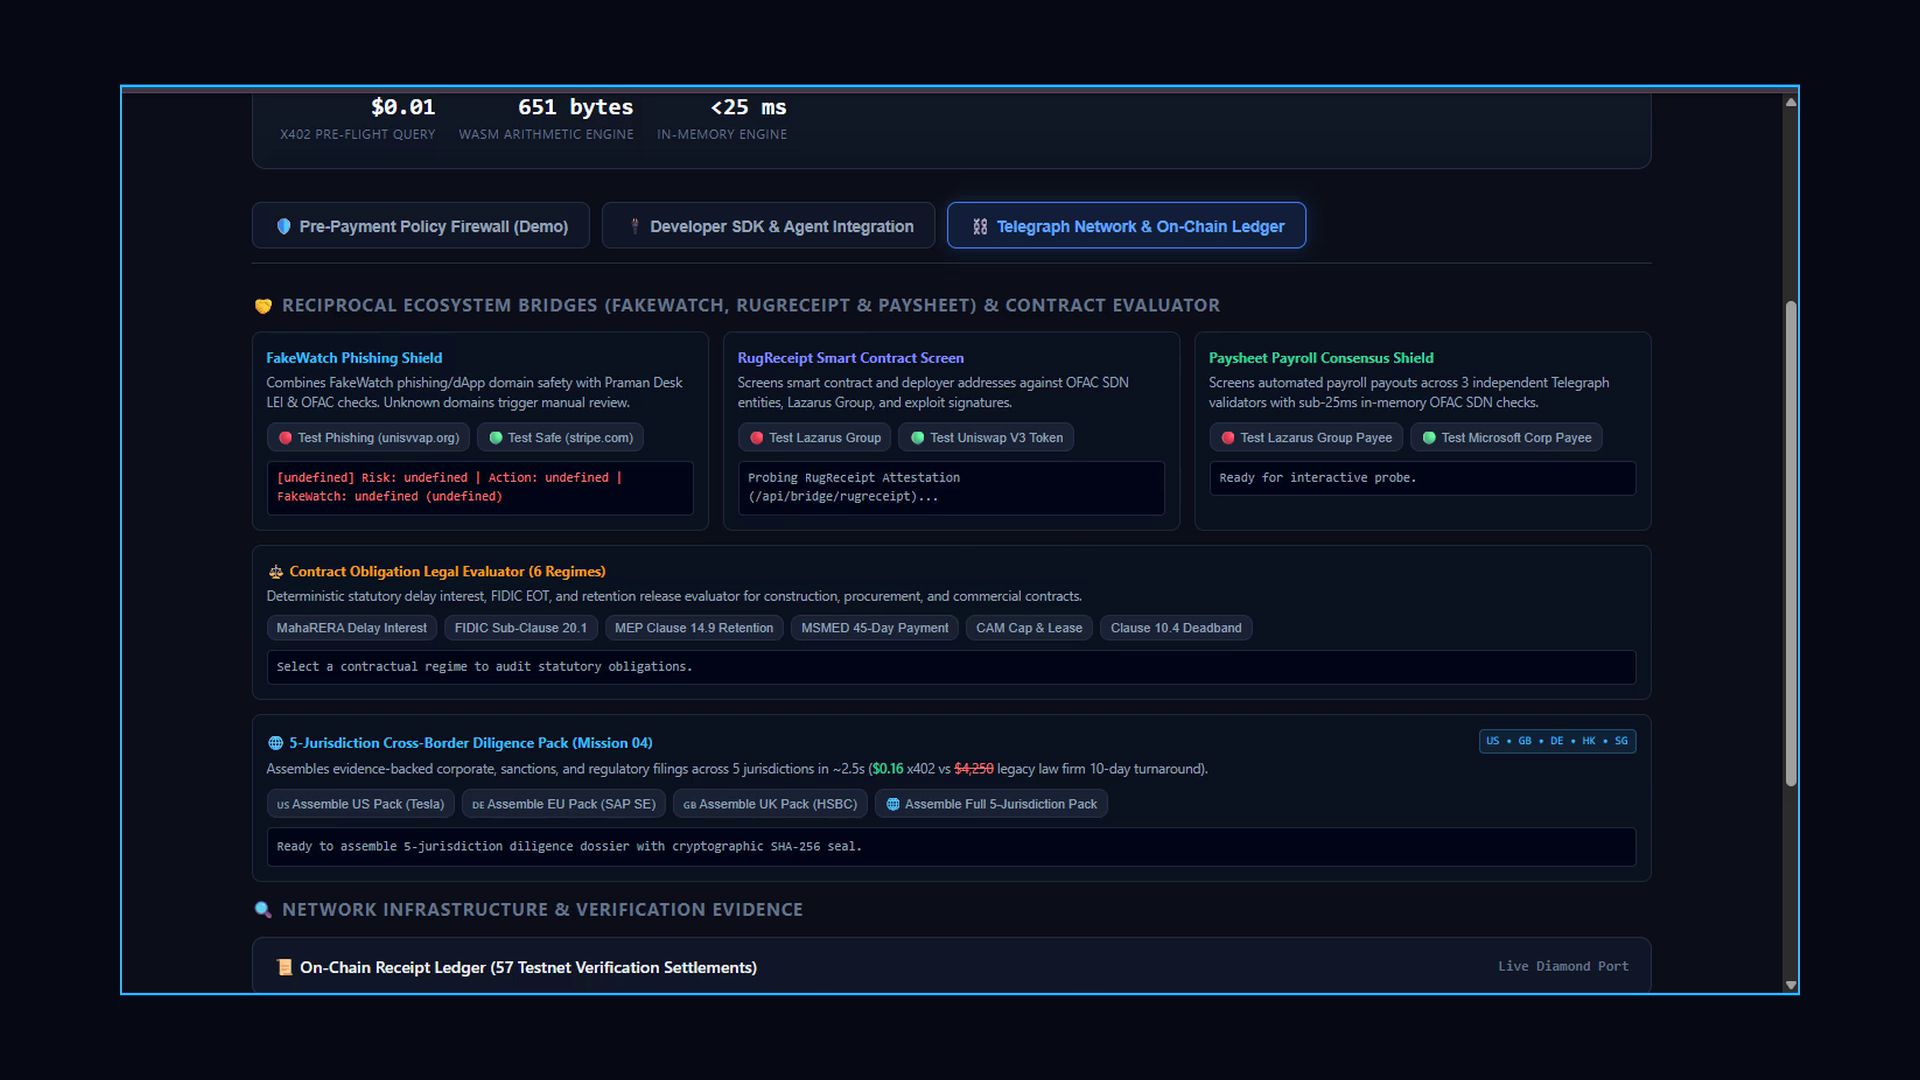 $0.01 651 bytes <25 ms
X402 PRE-FLIGHT QUERY WASM ARITHMETIC ENGINE IN-MEMORY ENGINE
Pre-Payment Policy Firewall (Demo) Developer SDK & Agent Integration Telegraph Network & On-Chain Ledger
RECIPROCAL ECOSYSTEM BRIDGES (FAKEWATCH, RUGRECEIPT & PAYSHEET) & CONTRACT EVALUATOR
FakeWatch Phishing Shield
Combines FakeWatch phishing/dApp domain safety with Praman Desk
LEI & OFAC checks. Unknown domains trigger manual review.
Test Phishing (unisvvap.org) Test Safe (stripe.com)
[undefined] Risk: undefined | Action: undefined |
FakeWatch: undefined (undefined)
RugReceipt Smart Contract Screen
Screens smart contract and deployer addresses against OFAC SDN
entities, Lazarus Group, and exploit signatures.
Test Lazarus Group Test Uniswap V3 Token
Probing RugReceipt Attestation
(/api/bridge/rugreceipt)...
Paysheet Payroll Consensus Shield
Screens automated payroll payouts across 3 independent Telegraph
validators with sub-25ms in-memory OFAC SDN checks.
Test Lazarus Group Payee Test Microsoft Corp Payee
Ready for interactive probe.
Contract Obligation Legal Evaluator (6 Regimes)
Deterministic statutory delay interest, FIDIC EOT, and retention release evaluator for construction, procurement, and commercial contracts.
MahaRERA Delay Interest FIDIC Sub-Clause 20.1 MEP Clause 14.9 Retention MSMED 45-Day Payment CAM Cap & Lease Clause 10.4 Deadband
Select a contractual regime to audit statutory obligations.
5-Jurisdiction Cross-Border Diligence Pack (Mission 04) US • GB • DE • HK • SG
Assembles evidence-backed corporate, sanctions, and regulatory filings across 5 jurisdictions in ~2.5s ($0.16 x402 vs $4,250 legacy law firm 10-day turnaround).
US Assemble US Pack (Tesla) DE Assemble EU Pack (SAP SE) GB Assemble UK Pack (HSBC) Assemble Full 5-Jurisdiction Pack
Ready to assemble 5-jurisdiction diligence dossier with cryptographic SHA-256 seal.
NETWORK INFRASTRUCTURE & VERIFICATION EVIDENCE
On-Chain Receipt Ledger (57 Testnet Verification Settlements) Live Diamond Port